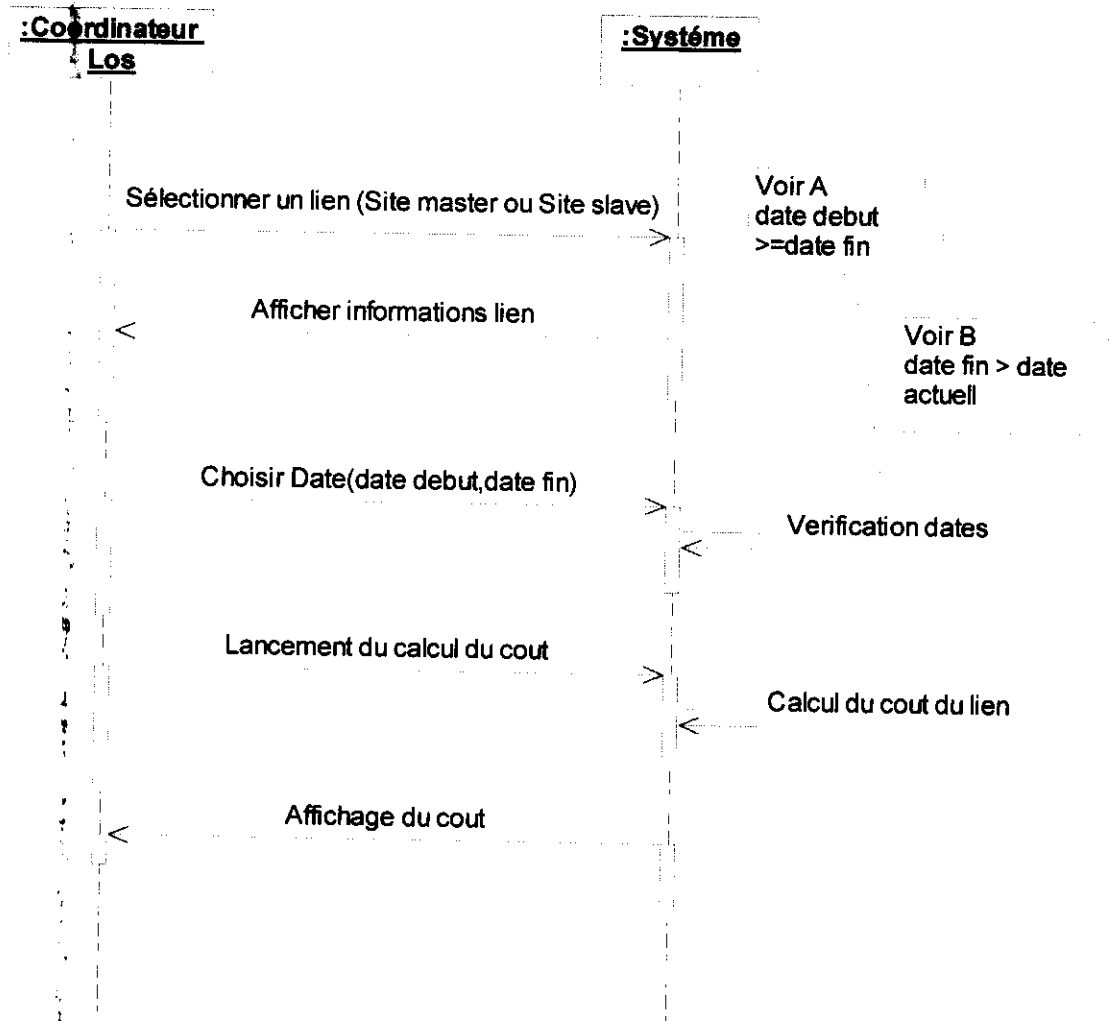 :Coordinateur
Los
:Systéme
Sélectionner un lien (Site master ou Site slave)
Voir A
date debut
>=date fin
Afficher informations lien
Voir B
date fin > date
actuell
Choisir Date(date debut,date fin)
Verification dates
Lancement du calcul du cout
Calcul du cout du lien
Affichage du cout